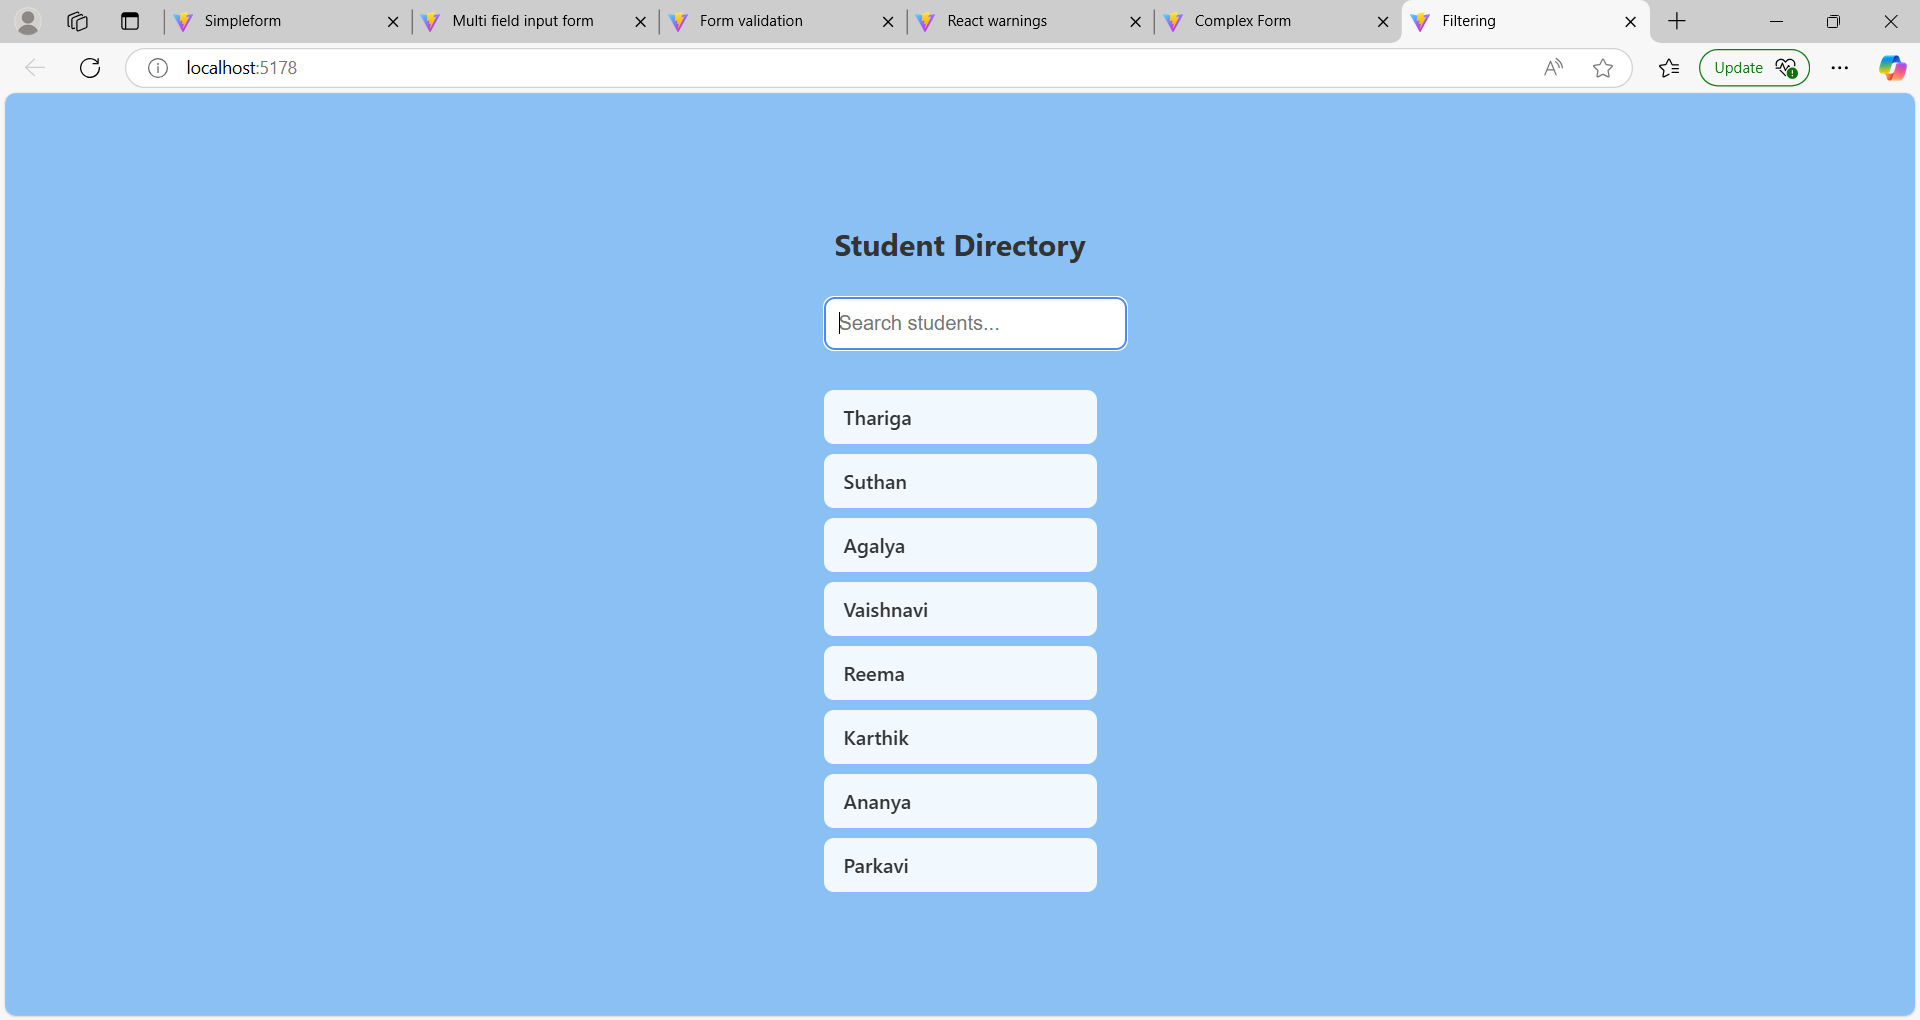 Simpleform
Multi field input form
Form validation
React warnings
Complex Form
Filtering
localhost:5178
Update
Student Directory
Search students...
Thariga
Suthan
Agalya
Vaishnavi
Reema
Karthik
Ananya
Parkavi